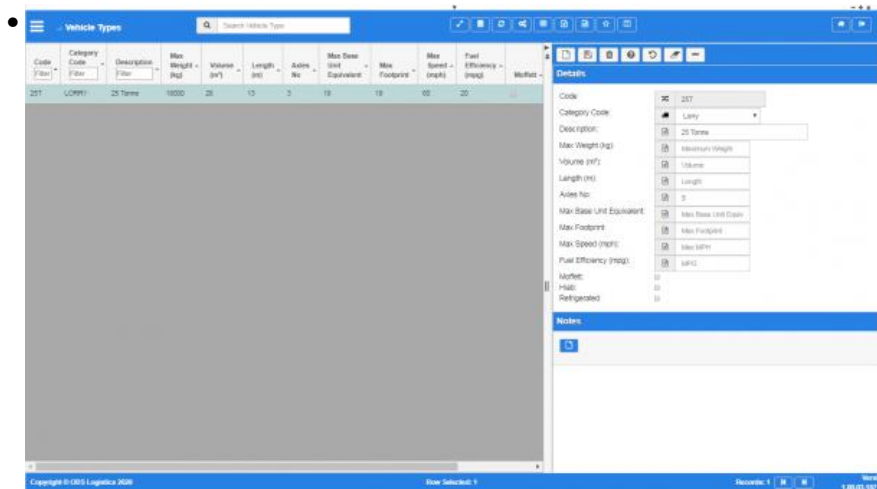 Vehicle Types
Search Vehicle Type
Code
Category Code
Description
Max Weight (kg)
Volume (m³)
Length (m)
Axles No
Max Base Unit Equivalent
Max Footprint
Max Speed (mph)
Fuel Efficiency (mpg)
Moffett
Filter
Filter
Filter
25T LORRY 25 Tonne 18000 28 13 3 18 18 60 20
Details
Code 25T
Category Code: Lorry
Description: 25 Tonne
Max Weight (kg): Maximum Weight
Volume (m³): Volume
Length (m): Length
Axles No: 3
Max Base Unit Equivalent: Max Base Unit Equiv
Max Footprint Max Footprint
Max Speed (mph): Max MPH
Fuel Efficiency (mpg): MPG
Moffett:
Hiab:
Refrigerated
Notes
Copyright © OBS Logistics 2020
Row Selected: 1
Records: 1